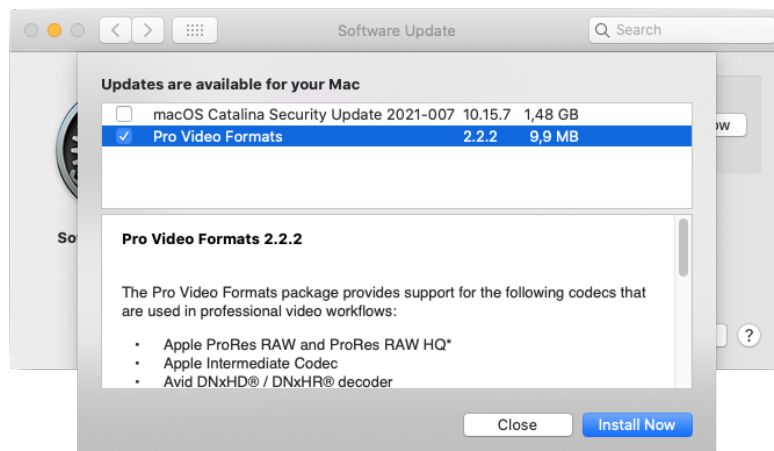 Software Update
Search
Updates are available for your Mac
macOS Catalina Security Update 2021-007 10.15.7 1,48 GB
Pro Video Formats 2.2.2 9,9 MB
Pro Video Formats 2.2.2
The Pro Video Formats package provides support for the following codecs that
are used in professional video workflows:
• Apple ProRes RAW and ProRes RAW HQ*
• Apple Intermediate Codec
• Avid DNxHD® / DNxHR® decoder
?
Close Install Now